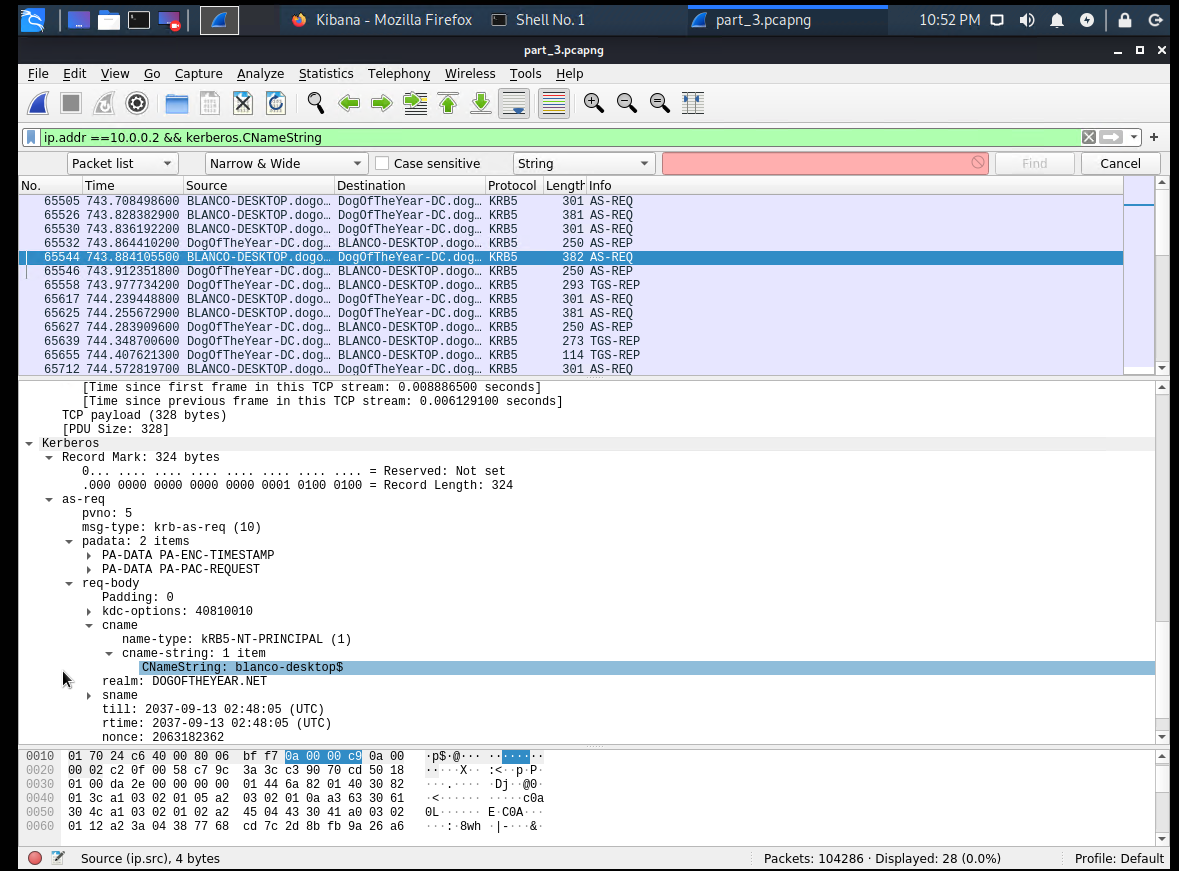 Kibana - Mozilla Firefox
Shell No. 1
part_3.pcapng
10:52 PM
part_3.pcapng
File Edit View Go Capture Analyze Statistics Telephony Wireless Tools Help
ip.addr ==10.0.0.2 && kerberos.CNameString
Packet list Narrow & Wide Case sensitive String Find Cancel
No. Time Source Destination Protocol Length Info
65505 743.708498600 BLANCO-DESKTOP.dogo… DogOfTheYear-DC.dog… KRB5 301 AS-REQ
65526 743.828382900 BLANCO-DESKTOP.dogo… DogOfTheYear-DC.dog… KRB5 381 AS-REQ
65530 743.836192200 BLANCO-DESKTOP.dogo… DogOfTheYear-DC.dog… KRB5 301 AS-REQ
65532 743.864410200 DogOfTheYear-DC.dog… BLANCO-DESKTOP.dogo… KRB5 250 AS-REP
65544 743.884105500 BLANCO-DESKTOP.dogo… DogOfTheYear-DC.dog… KRB5 382 AS-REQ
65546 743.912351800 DogOfTheYear-DC.dog… BLANCO-DESKTOP.dogo… KRB5 250 AS-REP
65558 743.977734200 DogOfTheYear-DC.dog… BLANCO-DESKTOP.dogo… KRB5 293 TGS-REP
65617 744.239448800 BLANCO-DESKTOP.dogo… DogOfTheYear-DC.dog… KRB5 301 AS-REQ
65625 744.255672900 BLANCO-DESKTOP.dogo… DogOfTheYear-DC.dog… KRB5 381 AS-REQ
65627 744.283909600 DogOfTheYear-DC.dog… BLANCO-DESKTOP.dogo… KRB5 250 AS-REP
65639 744.348700600 DogOfTheYear-DC.dog… BLANCO-DESKTOP.dogo… KRB5 273 TGS-REP
65655 744.407621300 DogOfTheYear-DC.dog… BLANCO-DESKTOP.dogo… KRB5 114 TGS-REP
65712 744.572819700 BLANCO-DESKTOP.dogo… DogOfTheYear-DC.dog… KRB5 301 AS-REQ
[Time since first frame in this TCP stream: 0.008886500 seconds]
[Time since previous frame in this TCP stream: 0.006129100 seconds]
TCP payload (328 bytes)
[PDU Size: 328]
Kerberos
Record Mark: 324 bytes
0... .... .... .... .... .... .... .... = Reserved: Not set
.000 0000 0000 0000 0000 0001 0100 0100 = Record Length: 324
as-req
pvno: 5
msg-type: krb-as-req (10)
padata: 2 items
PA-DATA PA-ENC-TIMESTAMP
PA-DATA PA-PAC-REQUEST
req-body
Padding: 0
kdc-options: 40810010
cname
name-type: kRB5-NT-PRINCIPAL (1)
cname-string: 1 item
CNameString: blanco-desktop$
realm: DOGOFTHEYEAR.NET
sname
till: 2037-09-13 02:48:05 (UTC)
rtime: 2037-09-13 02:48:05 (UTC)
nonce: 2063182362
0010 01 70 24 c6 40 00 80 06 bf f7 0a 00 00 c9 0a 00 ·p$·@··· ········
0020 00 02 c2 0f 00 58 c7 9c 3a 3c c3 90 70 cd 50 18 ·····X·· :<··p·P·
0030 01 00 da 2e 00 00 00 00 01 44 6a 82 01 40 30 82 ···.···· ·Dj··@0·
0040 01 3c a1 03 02 01 05 a2 03 02 01 0a a3 63 30 61 ·<······ ·····c0a
0050 30 4c a1 03 02 01 02 a2 45 04 43 30 41 a0 03 02 0L······ E·C0A···
0060 01 12 a2 3a 04 38 77 68 cd 7c 2d 8b fb 9a 26 a6 ···:·8wh ·|-···&·
Source (ip.src), 4 bytes
Packets: 104286 · Displayed: 28 (0.0%)
Profile: Default